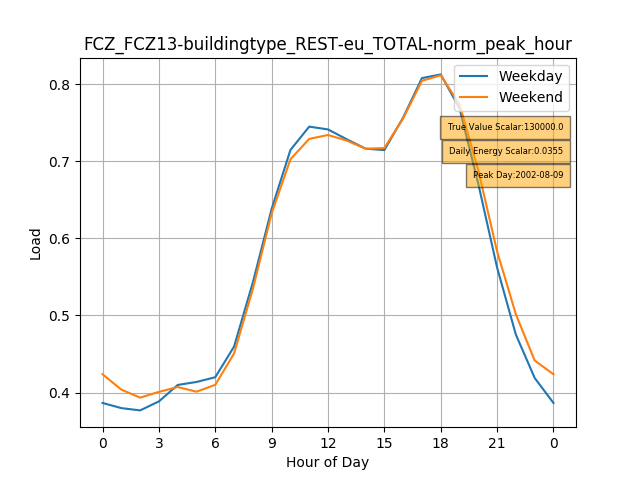 FCZ_FCZ13-buildingtype_REST-eu_TOTAL-norm_peak_hour
Weekday
Weekend
True Value Scalar:130000.0
Daily Energy Scalar:0.0355
Peak Day:2002-08-09
Load
0.8
0.7
0.6
0.5
0.4
0 3 6 9 12 15 18 21 0
Hour of Day